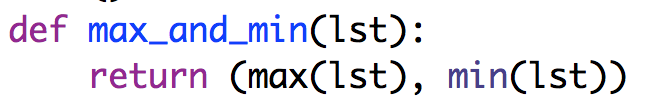 def max_and_min(lst):
    return (max(lst), min(lst))